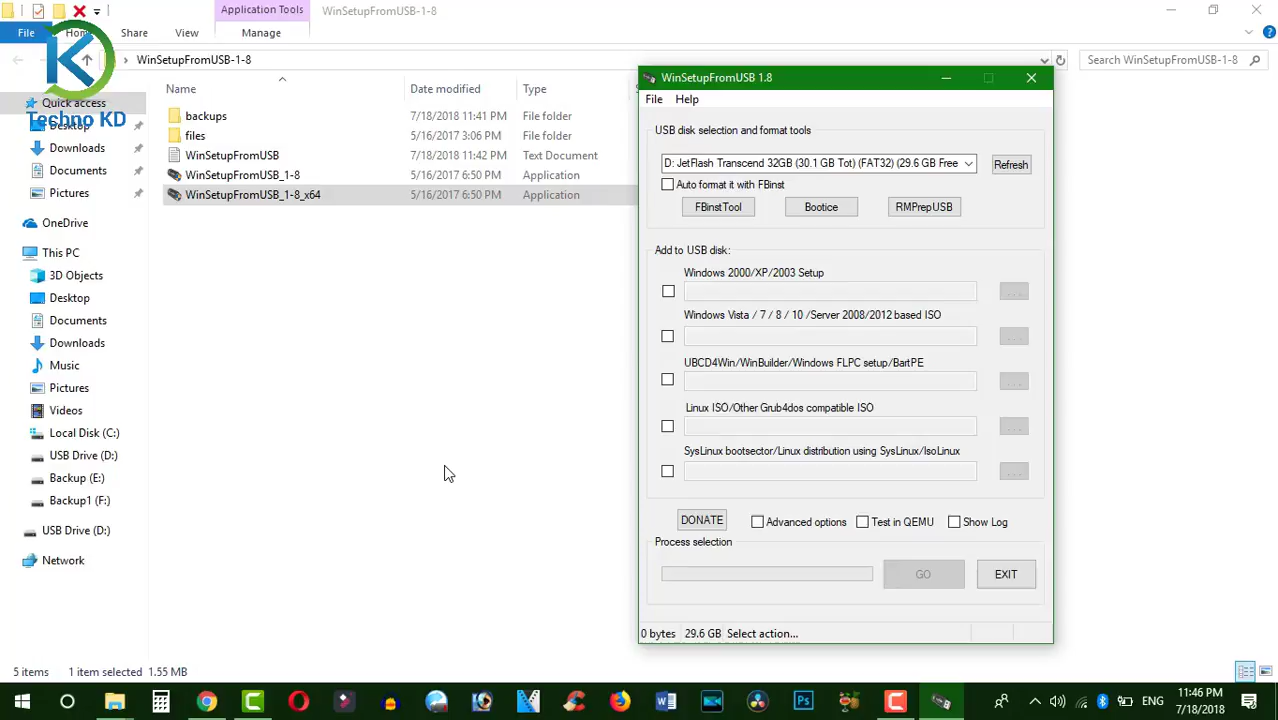 Application Tools
WinSetupFromUSB-1-8
File
Home
Share
View
Manage
WinSetupFromUSB-1-8
Search WinSetupFromUSB-1-8
Techno KD
Quick access
Desktop
Downloads
Documents
Pictures
OneDrive
This PC
3D Objects
Desktop
Documents
Downloads
Music
Pictures
Videos
Local Disk (C:)
USB Drive (D:)
Backup (E:)
Backup1 (F:)
USB Drive (D:)
Network
Name
Date modified
Type
backups
7/18/2018 11:41 PM
File folder
files
5/16/2017 3:06 PM
File folder
WinSetupFromUSB
7/18/2018 11:42 PM
Text Document
WinSetupFromUSB_1-8
5/16/2017 6:50 PM
Application
WinSetupFromUSB_1-8_x64
5/16/2017 6:50 PM
Application
WinSetupFromUSB 1.8
File
Help
USB disk selection and format tools
D: JetFlash Transcend 32GB (30.1 GB Tot) (FAT32) (29.6 GB Free
Refresh
Auto format it with FBinst
FBinstTool
Bootice
RMPrepUSB
Add to USB disk:
Windows 2000/XP/2003 Setup
...
Windows Vista / 7 / 8 / 10 /Server 2008/2012 based ISO
...
UBCD4Win/WinBuilder/Windows FLPC setup/BartPE
...
Linux ISO/Other Grub4dos compatible ISO
...
SysLinux bootsector/Linux distribution using SysLinux/IsoLinux
...
DONATE
Advanced options
Test in QEMU
Show Log
Process selection
GO
EXIT
0 bytes
29.6 GB
Select action...
5 items
1 item selected
1.55 MB
ENG
11:46 PM
7/18/2018